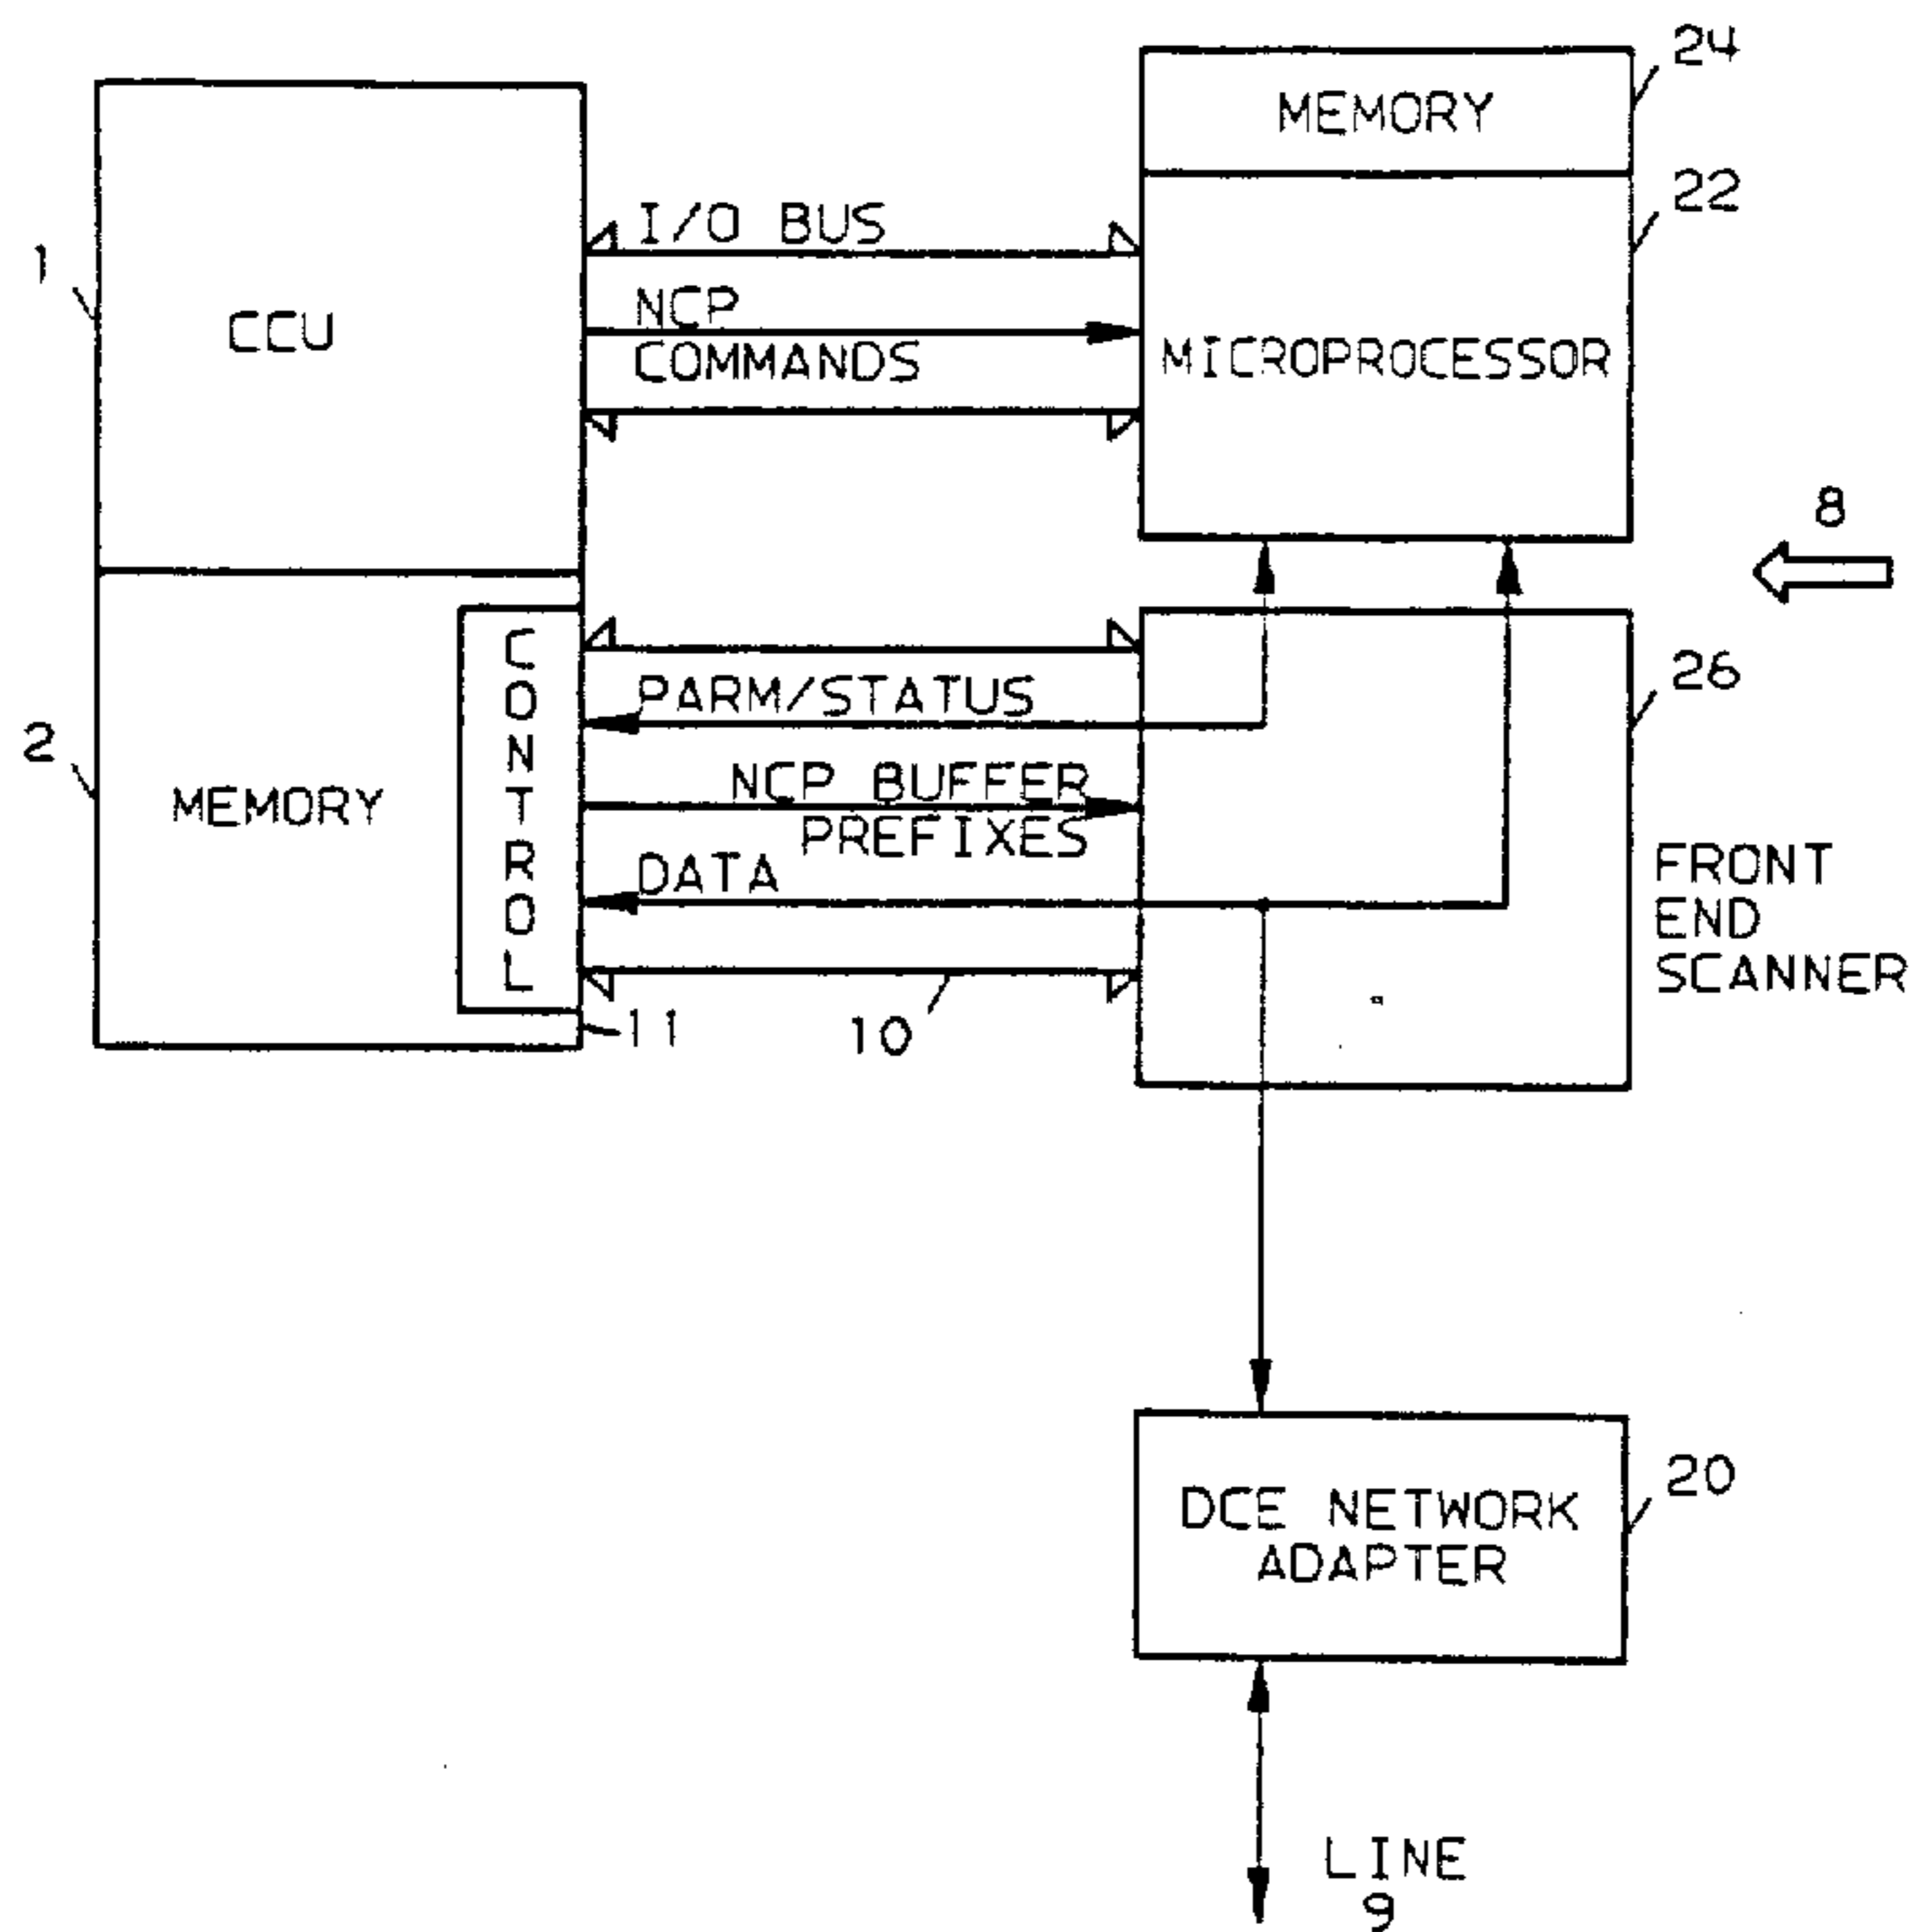 24
MEMORY
22
I/O BUS
1
NCP
CCU
COMMANDS
MICROPROCESSOR
8
CONTROL
26
PARM/STATUS
2
NCP BUFFER
MEMORY
PREFIXES
DATA
FRONT
END
SCANNER
11
10
20
DCE NETWORK
ADAPTER
LINE
9